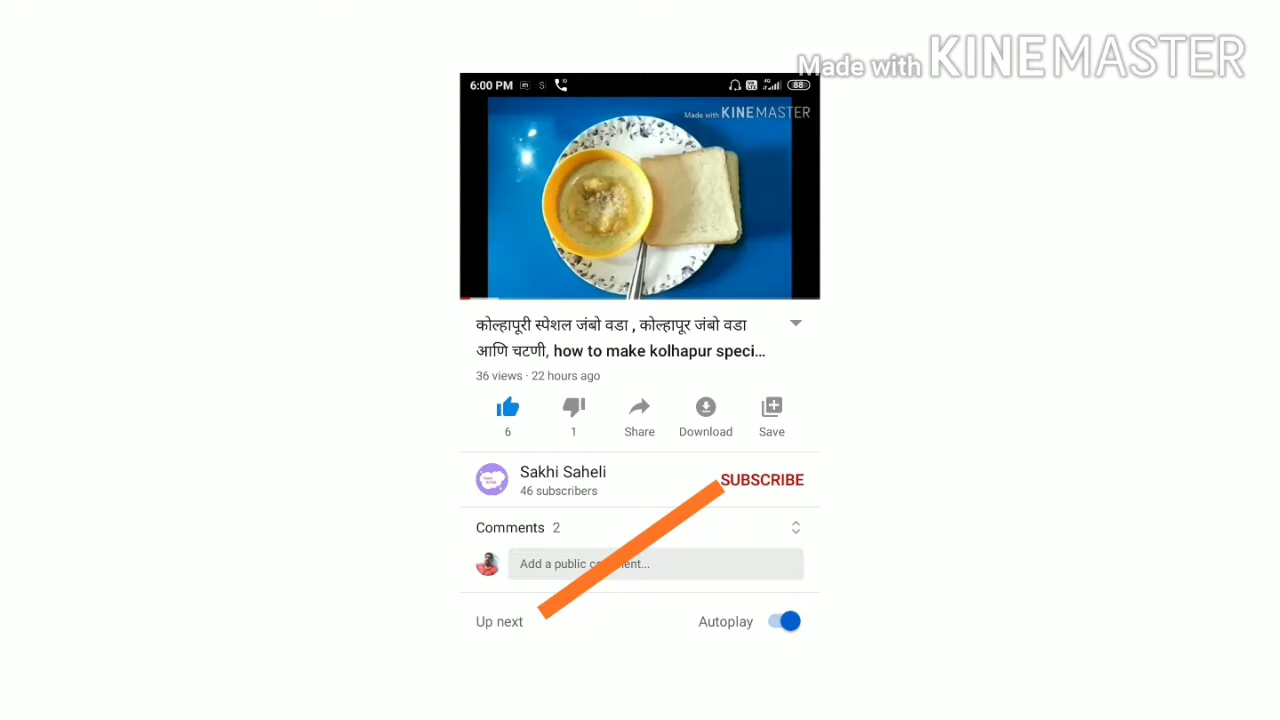 Made with KINEMASTER
6:00 PM
88
Made with KINEMASTER
कोल्हापूरी स्पेशल जंबो वडा , कोल्हापूर जंबो वडा
आणि चटणी, how to make kolhapur speci...
36 views · 22 hours ago
6
1
Share
Download
Save
Sakhi Saheli
46 subscribers
SUBSCRIBE
Comments 2
Add a public comment...
Up next
Autoplay